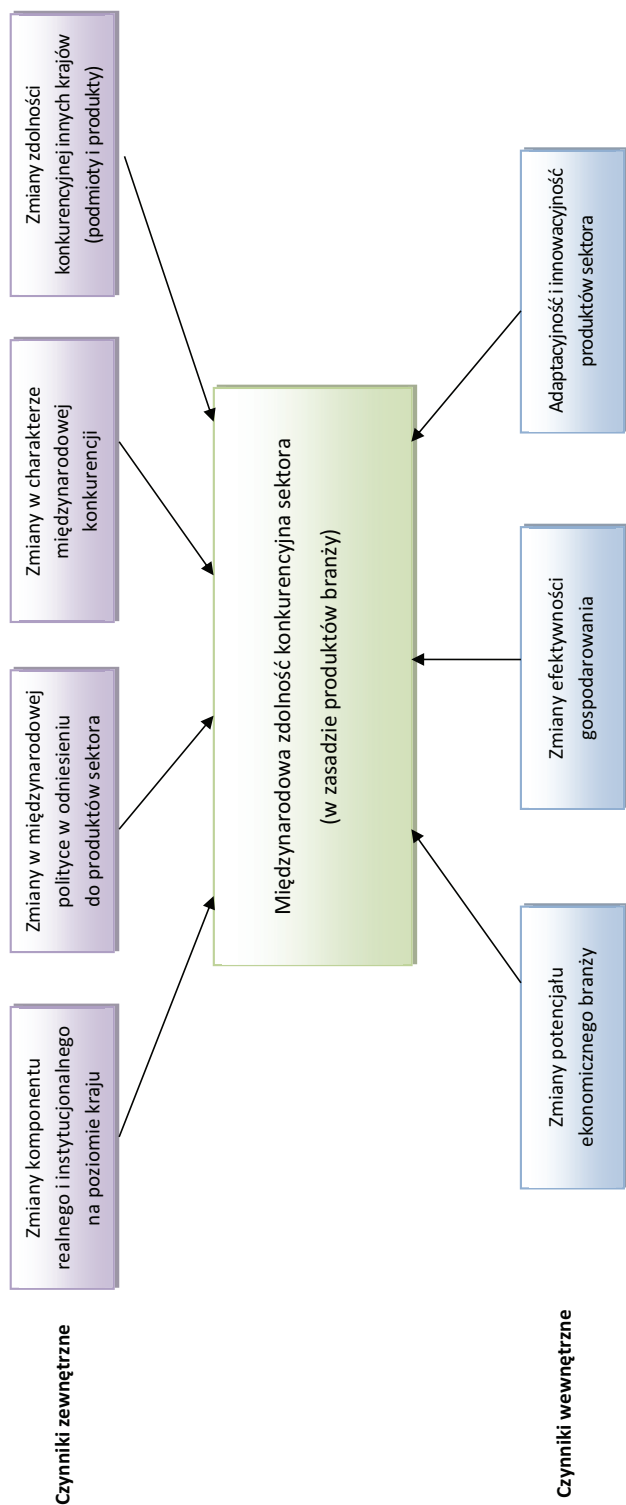 Czynniki zewnętrzne
Zmiany komponentu
realnego i instytucjonalnego
na poziomie kraju
Zmiany w międzynarodowej
polityce w odniesieniu
do produktów sektora
Zmiany w charakterze
międzynarodowej
konkurencji
Zmiany zdolności
konkurencyjnej innych krajów
(podmioty i produkty)
Międzynarodowa zdolność konkurencyjna sektora
(w zasadzie produktów branży)
Czynniki wewnętrzne
Zmiany potencjału
ekonomicznego branży
Zmiany efektywności
gospodarowania
Adaptacyjność i innowacyjność
produktów sektora